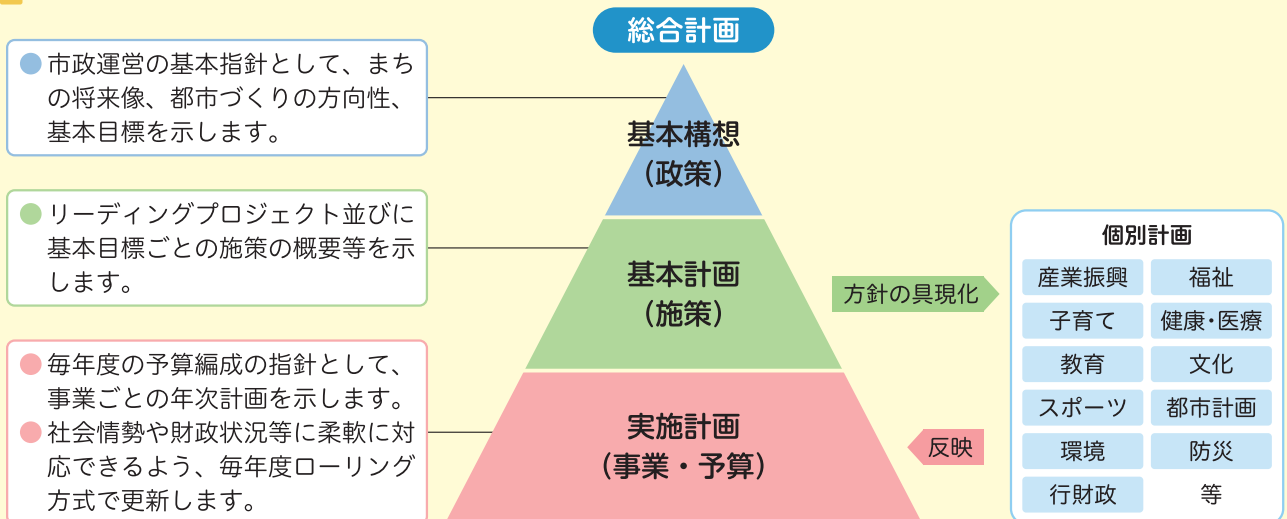 総合計画
●市政運営の基本指針として、まち
の将来像、都市づくりの方向性、
基本目標を示します。
基本構想
（政策）
●リーディングプロジェクト並びに
基本目標ごとの施策の概要等を示
します。
基本計画
（施策）
●毎年度の予算編成の指針として、
事業ごとの年次計画を示します。
●社会情勢や財政状況等に柔軟に対
応できるよう、毎年度ローリング
方式で更新します。
実施計画
（事業・予算）
方針の具現化
反映
個別計画
産業振興
福祉
子育て
健康・医療
教育
文化
スポーツ
都市計画
環境
防災
行財政
等